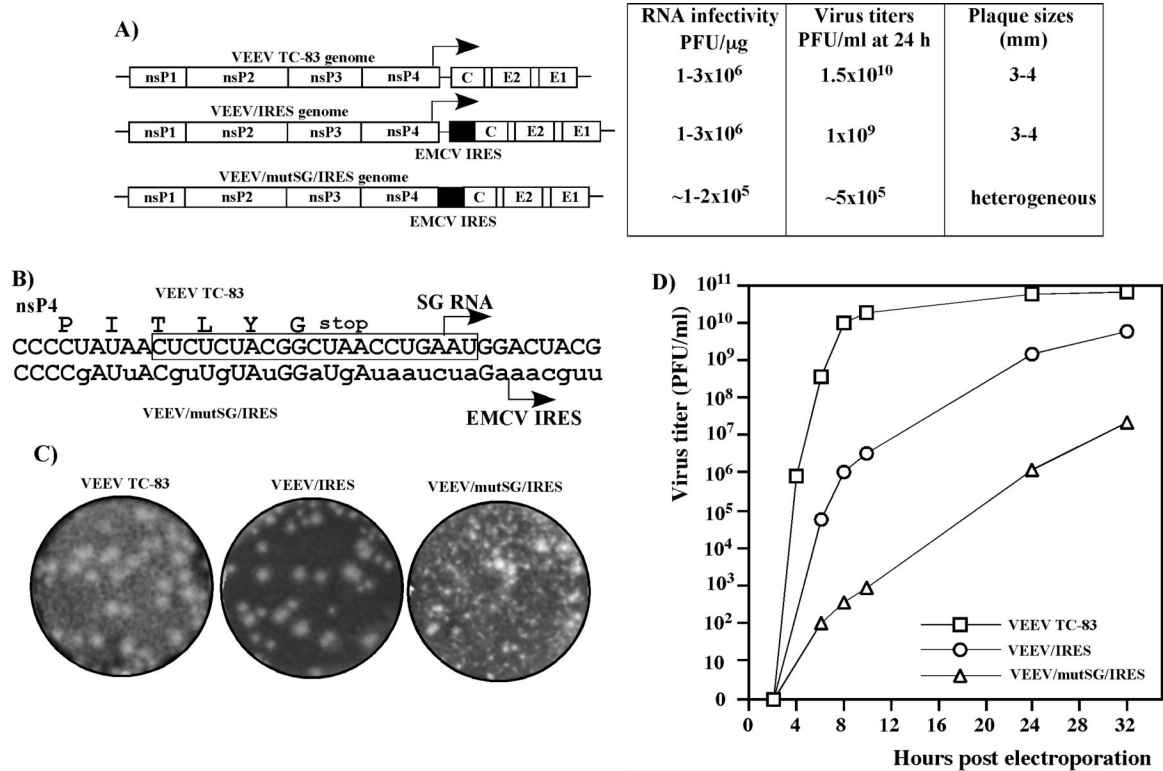 A)
VEEV TC-83 genome
nsP1 nsP2 nsP3 nsP4 C E2 E1
VEEV/IRES genome
nsP1 nsP2 nsP3 nsP4 C E2 E1
EMCV IRES
VEEV/mutSG/IRES genome
nsP1 nsP2 nsP3 nsP4 C E2 E1
EMCV IRES
RNA infectivity PFU/μg
Virus titers PFU/ml at 24 h
Plaque sizes (mm)
1-3x10⁶ 1.5x10¹⁰ 3-4
1-3x10⁶ 1x10⁹ 3-4
~1-2x10⁵ ~5x10⁵ heterogeneous
B)
VEEV TC-83
nsP4
SG RNA
P I T L Y G stop
CCCCUAUAACUCUCUACGGCUAACCUGAAUGGACUACG
CCCCgAUuACguUgUAuGGaUgAuaaucuaGaaacguu
VEEV/mutSG/IRES
EMCV IRES
C)
VEEV TC-83 VEEV/IRES VEEV/mutSG/IRES
D)
Virus titer (PFU/ml)
10¹¹
10¹⁰
10⁹
10⁸
10⁷
10⁶
10⁵
10⁴
10³
10²
10
0
VEEV TC-83
VEEV/IRES
VEEV/mutSG/IRES
0 4 8 12 16 20 24 28 32
Hours post electroporation